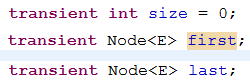 transient int size = 0;
transient Node<E> first;
transient Node<E> last;